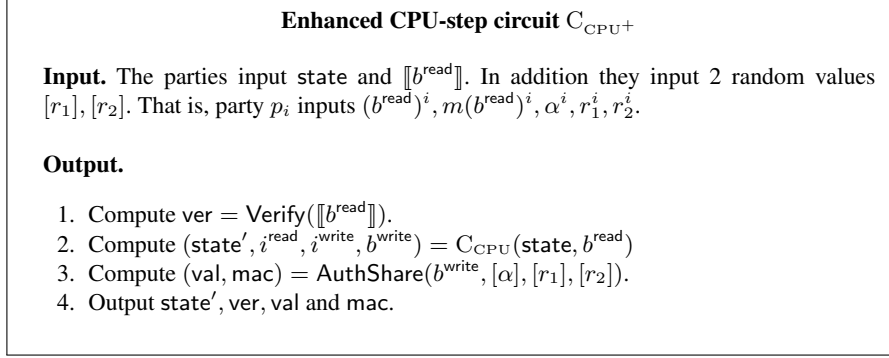 Enhanced CPU-step circuit C_CPU+
Input. The parties input state and ⟦b^read⟧. In addition they input 2 random values
[r_1], [r_2]. That is, party p_i inputs (b^read)^i, m(b^read)^i, α^i, r_1^i, r_2^i.
Output.
1. Compute ver = Verify(⟦b^read⟧).
2. Compute (state′, i^read, i^write, b^write) = C_CPU(state, b^read)
3. Compute (val, mac) = AuthShare(b^write, [α], [r_1], [r_2]).
4. Output state′, ver, val and mac.